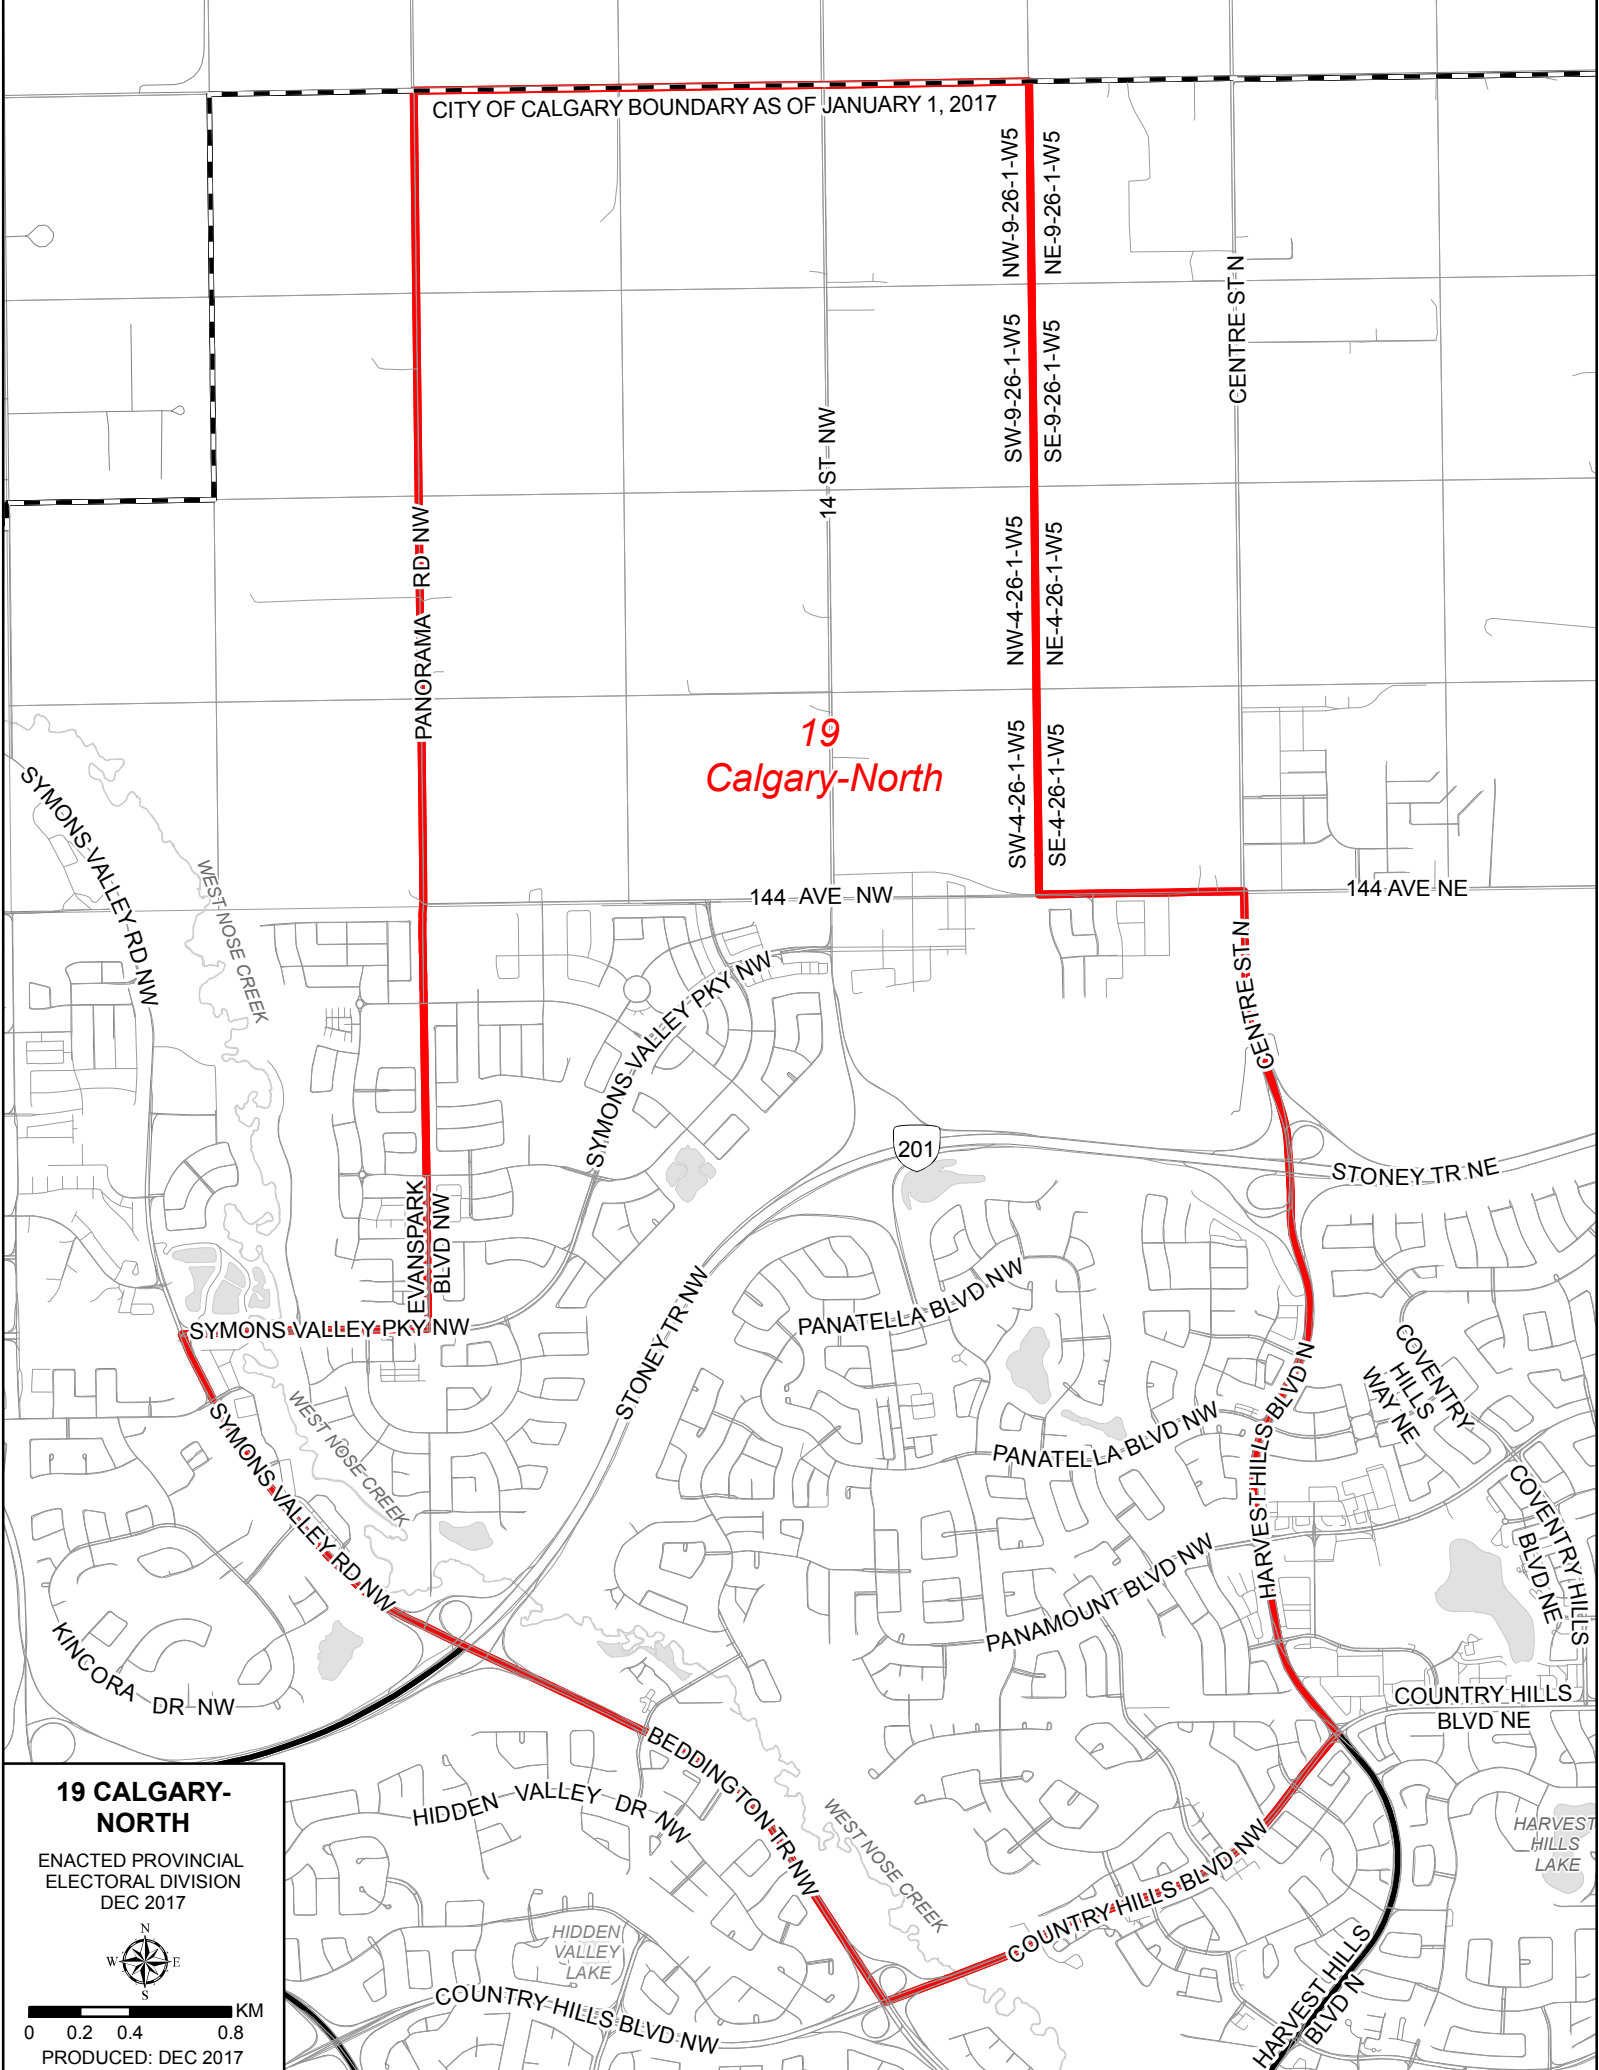 CITY OF CALGARY BOUNDARY AS OF JANUARY 1, 2017
NW-9-26-1-W5
NE-9-26-1-W5
CENTRE ST N
SW-9-26-1-W5
SE-9-26-1-W5
14 ST NW
PANORAMA RD NW
NW-4-26-1-W5
NE-4-26-1-W5
19
Calgary-North
SW-4-26-1-W5
SE-4-26-1-W5
SYMONS VALLEY RD NW
WEST NOSE CREEK
144 AVE NW
144 AVE NE
SYMONS VALLEY PKY NW
CENTRE ST N
201
STONEY TR NE
EVANSPARK
BLVD NW
SYMONS VALLEY PKY NW
STONEY TR NW
PANATELLA BLVD NW
COVENTRY
HILLS
WAY NE
WEST NOSE CREEK
SYMONS VALLEY RD NW
PANATELLA BLVD NW
HARVEST HILLS BLVD N
COVENTRY HILLS
BLVD NE
PANAMOUNT BLVD NW
KINCORA DR NW
COUNTRY HILLS
BLVD NE
BEDDINGTON TR NW
HIDDEN VALLEY DR NW
WEST NOSE CREEK
COUNTRY HILLS BLVD NW
HARVEST
HILLS
LAKE
HIDDEN
VALLEY
LAKE
COUNTRY HILLS BLVD NW
HARVEST HILLS
BLVD N
19 CALGARY-
NORTH
ENACTED PROVINCIAL
ELECTORAL DIVISION
DEC 2017
N
W E
S
KM
0 0.2 0.4 0.8
PRODUCED: DEC 2017